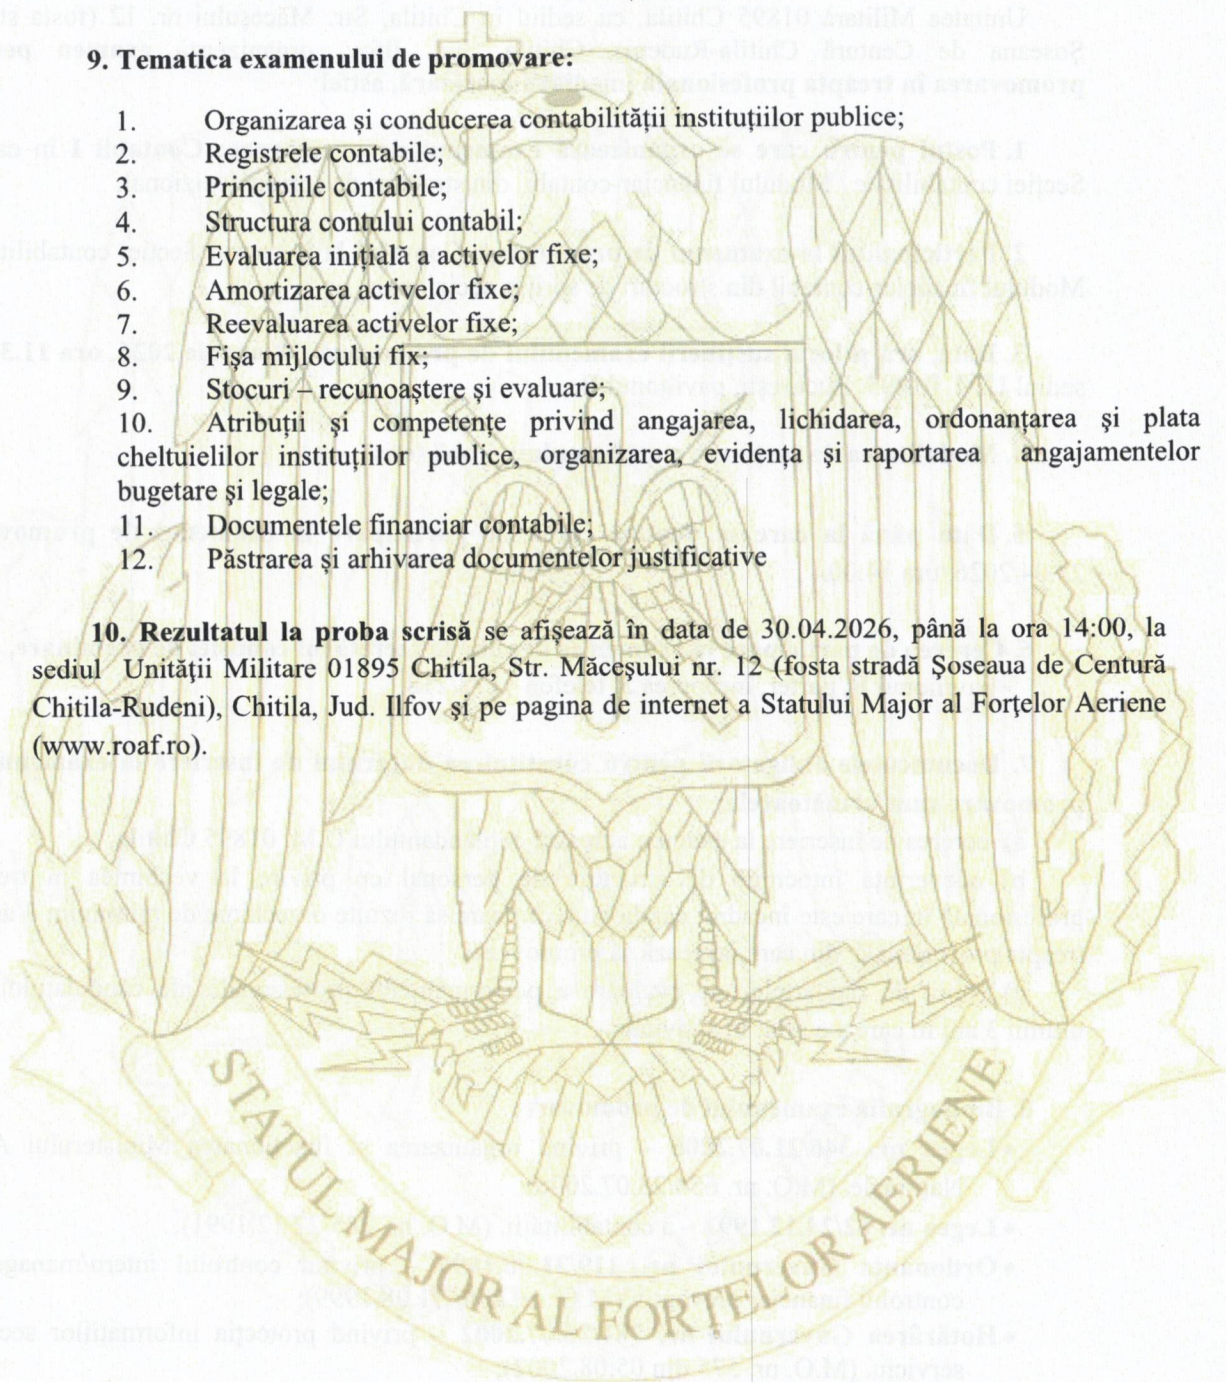 9. Tematica examenului de promovare:
1. Organizarea și conducerea contabilității instituțiilor publice;
2. Registrele contabile;
3. Principiile contabile;
4. Structura contului contabil;
5. Evaluarea inițială a activelor fixe;
6. Amortizarea activelor fixe;
7. Reevaluarea activelor fixe;
8. Fișa mijlocului fix;
9. Stocuri – recunoaștere și evaluare;
10. Atribuții și competențe privind angajarea, lichidarea, ordonanțarea și plata
cheltuielilor instituțiilor publice, organizarea, evidența și raportarea angajamentelor
bugetare și legale;
11. Documentele financiar contabile;
12. Păstrarea și arhivarea documentelor justificative
10. Rezultatul la proba scrisă se afișează în data de 30.04.2026, până la ora 14:00, la
sediul Unității Militare 01895 Chitila, Str. Măceșului nr. 12 (fosta stradă Șoseaua de Centură
Chitila-Rudeni), Chitila, Jud. Ilfov și pe pagina de internet a Statului Major al Forțelor Aeriene
(www.roaf.ro).
STATUL MAJOR AL FORȚELOR AERIENE